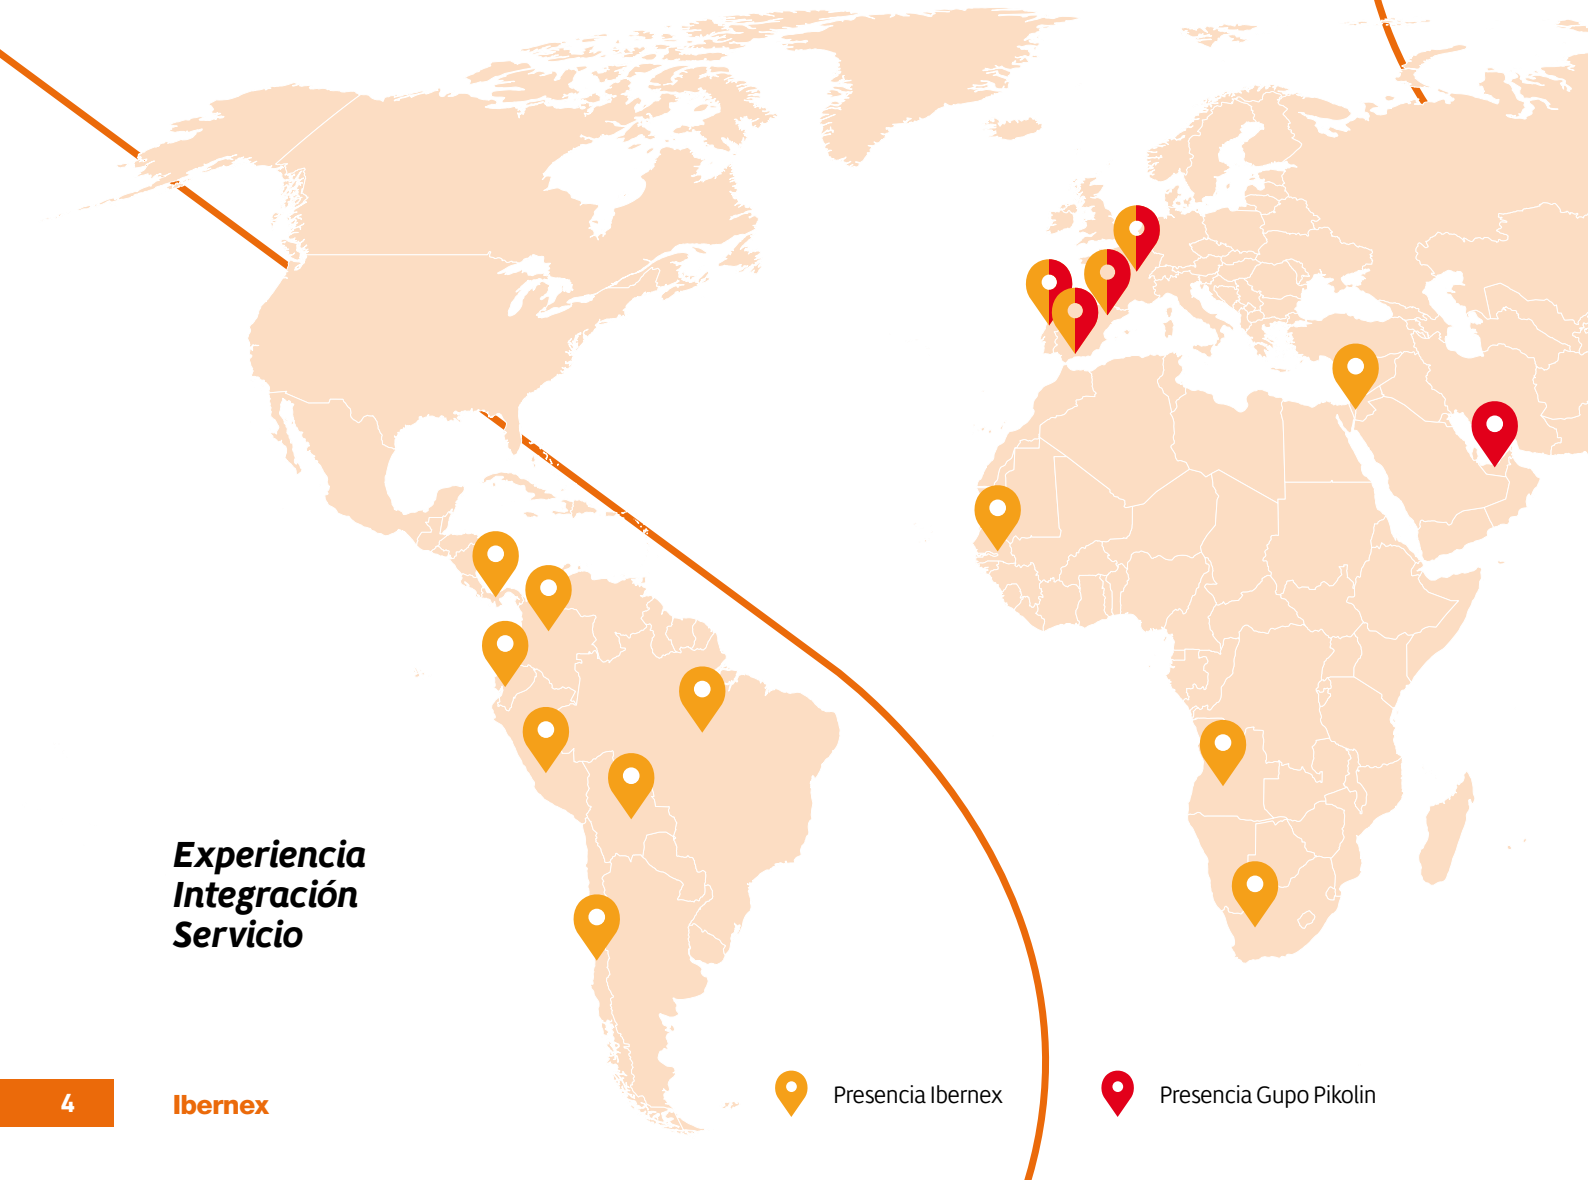 Experiencia
Integración
Servicio
Presencia Ibernex
Presencia Gupo Pikolin
4
Ibernex